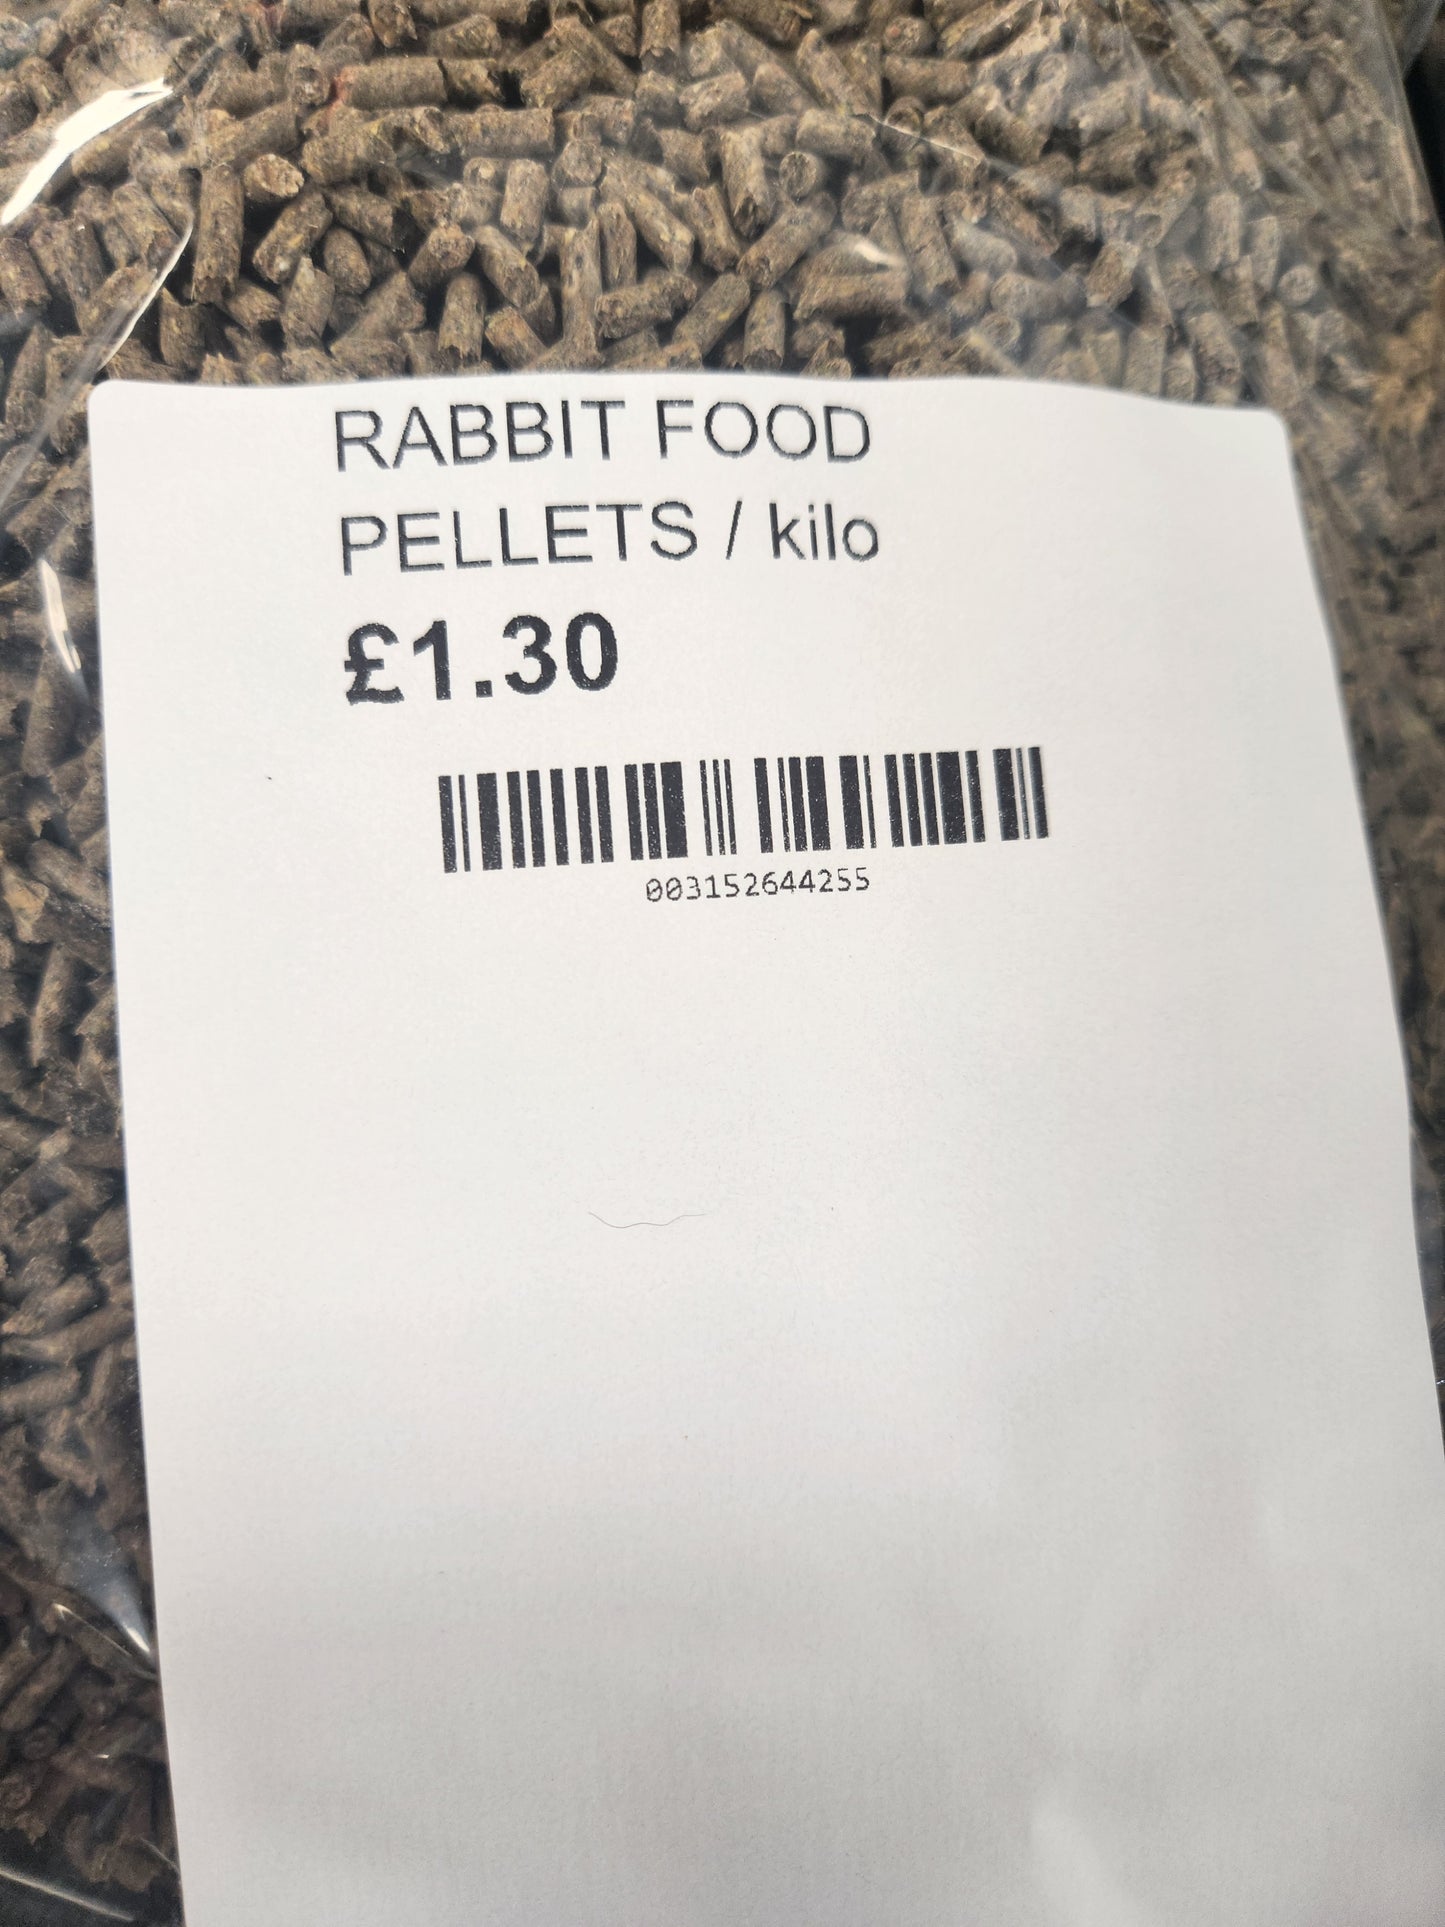 RABBIT FOOD
PELLETS / kilo
£1.30
003152644255